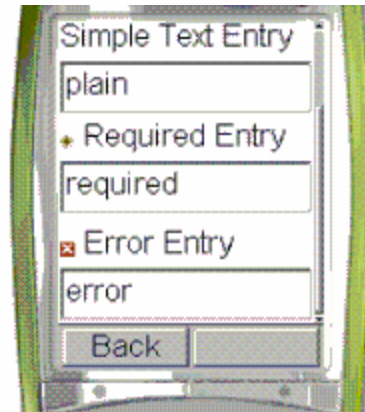 Simple Text Entry
plain
Required Entry
required
Error Entry
error
Back